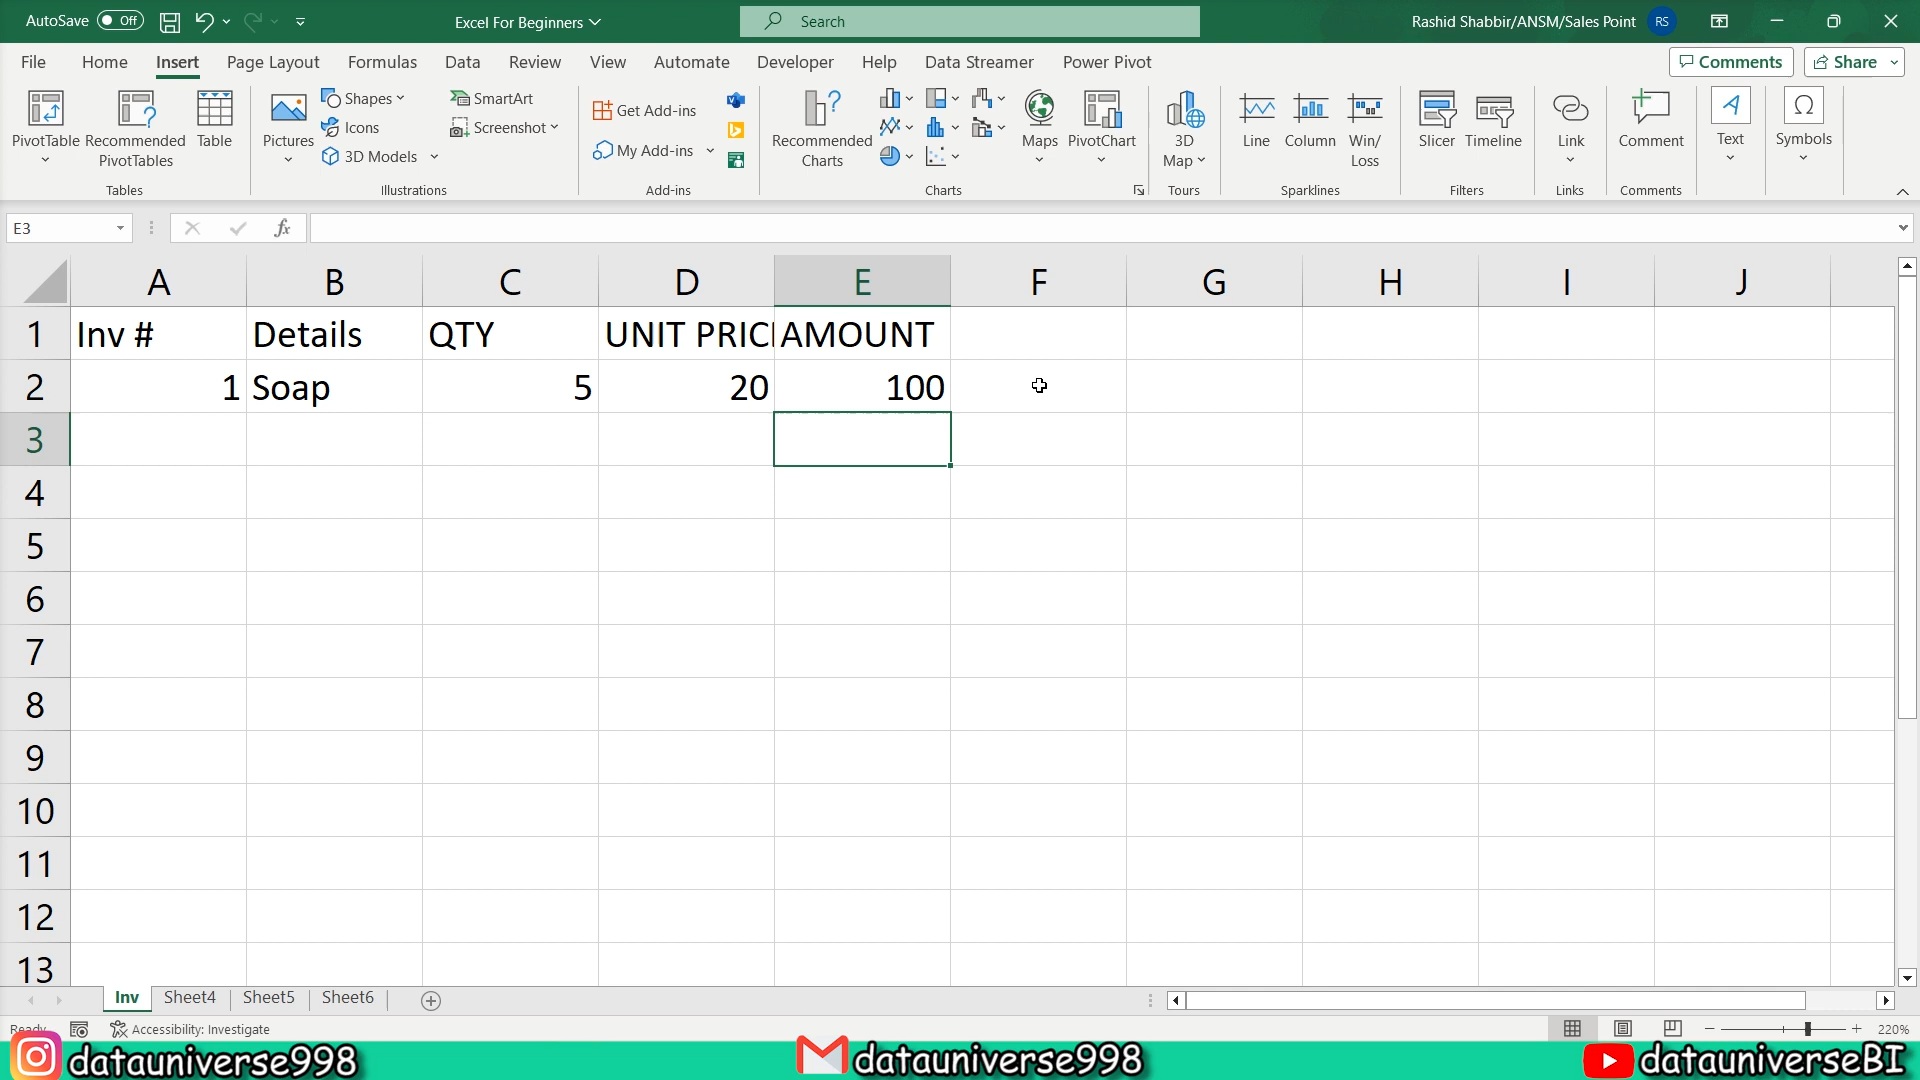 AutoSave Off Excel For Beginners Search Rashid Shabbir/ANSM/Sales Point RS
File Home Insert Page Layout Formulas Data Review View Automate Developer Help Data Streamer Power Pivot Comments Share
PivotTable Recommended PivotTables Table
Tables
Pictures Shapes Icons 3D Models SmartArt Screenshot
Illustrations
Get Add-ins
My Add-ins
Add-ins
Recommended Charts Maps PivotChart
Charts
3D Map
Tours
Line Column Win/Loss
Sparklines
Slicer Timeline
Filters
Link
Links
Comment
Comments
Text
Symbols
E3 fx
A B C D E F G H I J
1 Inv # Details QTY UNIT PRIC AMOUNT
2 1 Soap 5 20 100
3
4
5
6
7
8
9
10
11
12
13
Inv Sheet4 Sheet5 Sheet6
Ready Accessibility: Investigate 220%
datauniverse998 datauniverse998 datauniverseBI